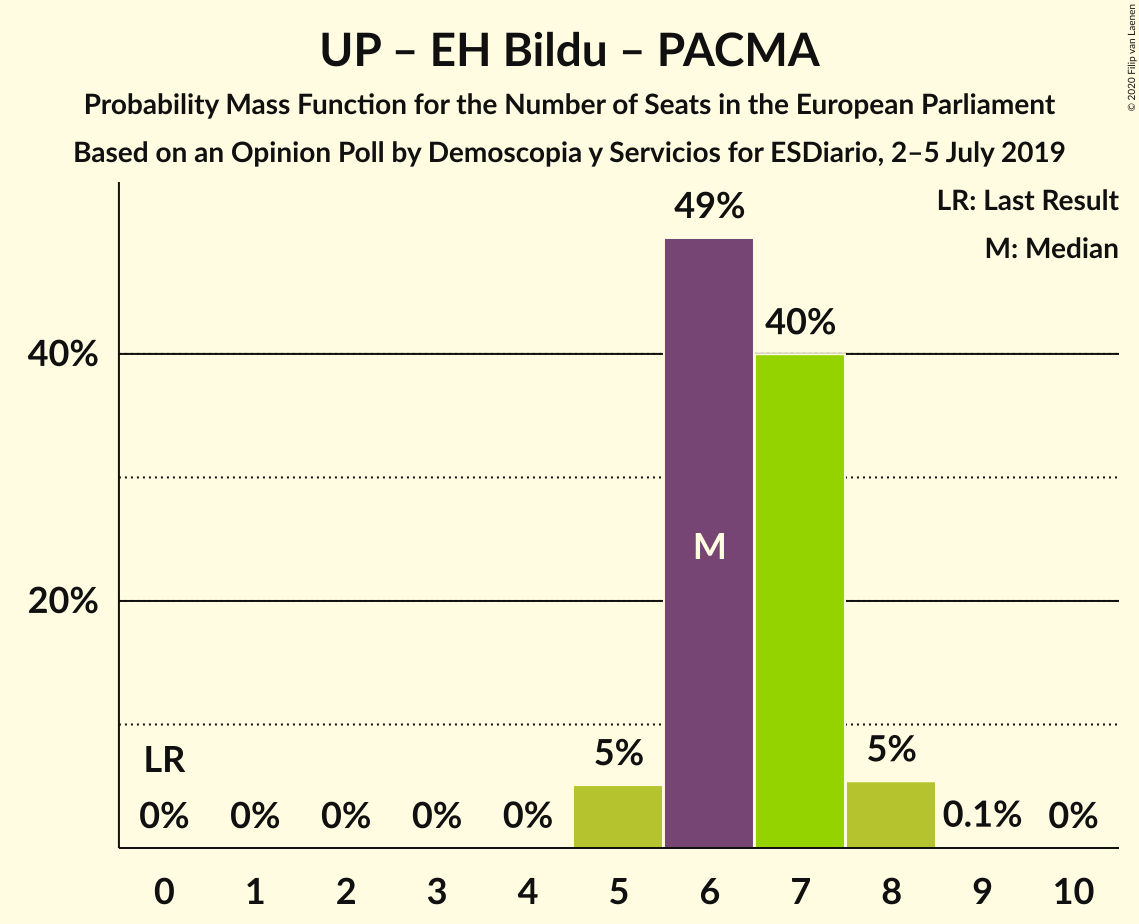 UP – EH Bildu – PACMA
Probability Mass Function for the Number of Seats in the European Parliament
Based on an Opinion Poll by Demoscopia y Servicios for ESDiario, 2–5 July 2019
© 2020 Filip van Laenen
LR: Last Result
M: Median
49%
40%
40%
M
20%
LR
5%
5%
0% 0% 0% 0% 0% 0.1% 0%
0 1 2 3 4 5 6 7 8 9 10